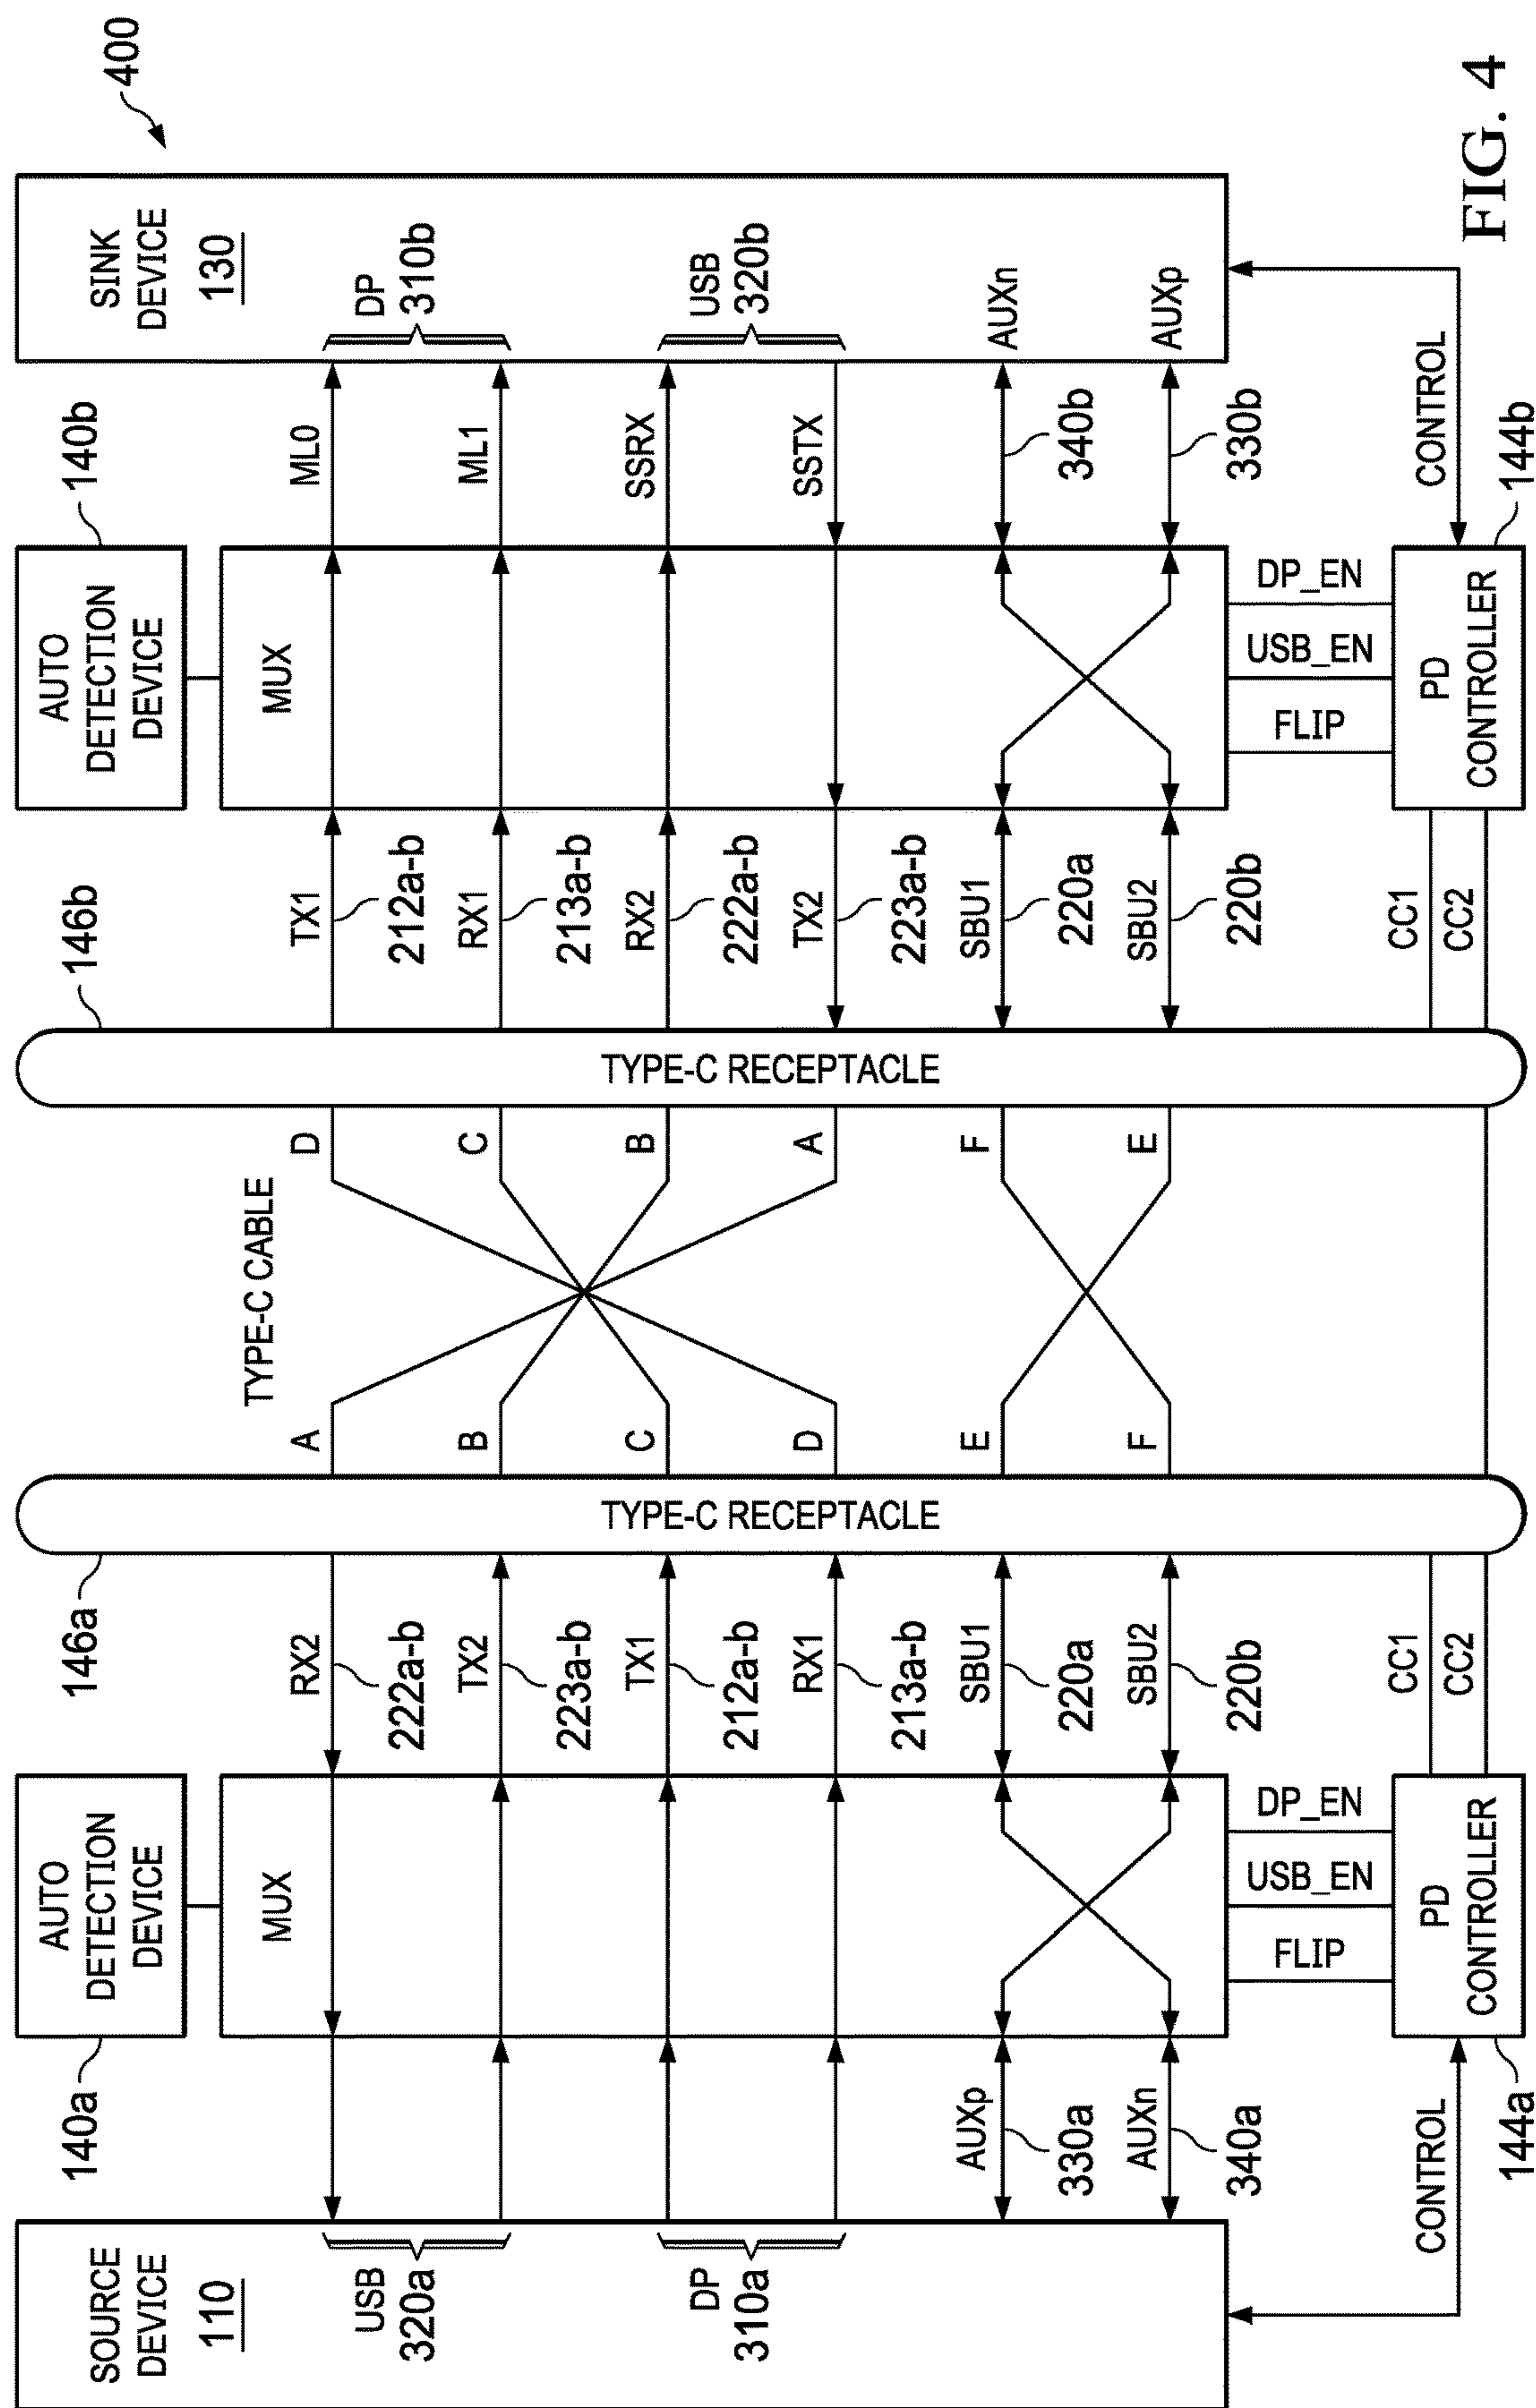 400
SOURCE
DEVICE
110
USB
320a
DP
310a
AUXp
330a
AUXn
340a
CONTROL
140a
AUTO
DETECTION
DEVICE
MUX
FLIP
USB_EN
DP_EN
PD
CONTROLLER
144a
146a
RX2
222a-b
TX2
223a-b
TX1
212a-b
RX1
213a-b
SBU1
220a
SBU2
220b
CC1
CC2
TYPE-C RECEPTACLE
TYPE-C CABLE
A
B
C
D
E
F
D
C
B
A
F
E
TYPE-C RECEPTACLE
146b
TX1
212a-b
RX1
213a-b
RX2
222a-b
TX2
223a-b
SBU1
220a
SBU2
220b
CC1
CC2
140b
AUTO
DETECTION
DEVICE
MUX
FLIP
USB_EN
DP_EN
PD
CONTROLLER
144b
ML0
ML1
SSRX
SSTX
340b
330b
CONTROL
SINK
DEVICE
130
DP
310b
USB
320b
AUXn
AUXp
FIG. 4